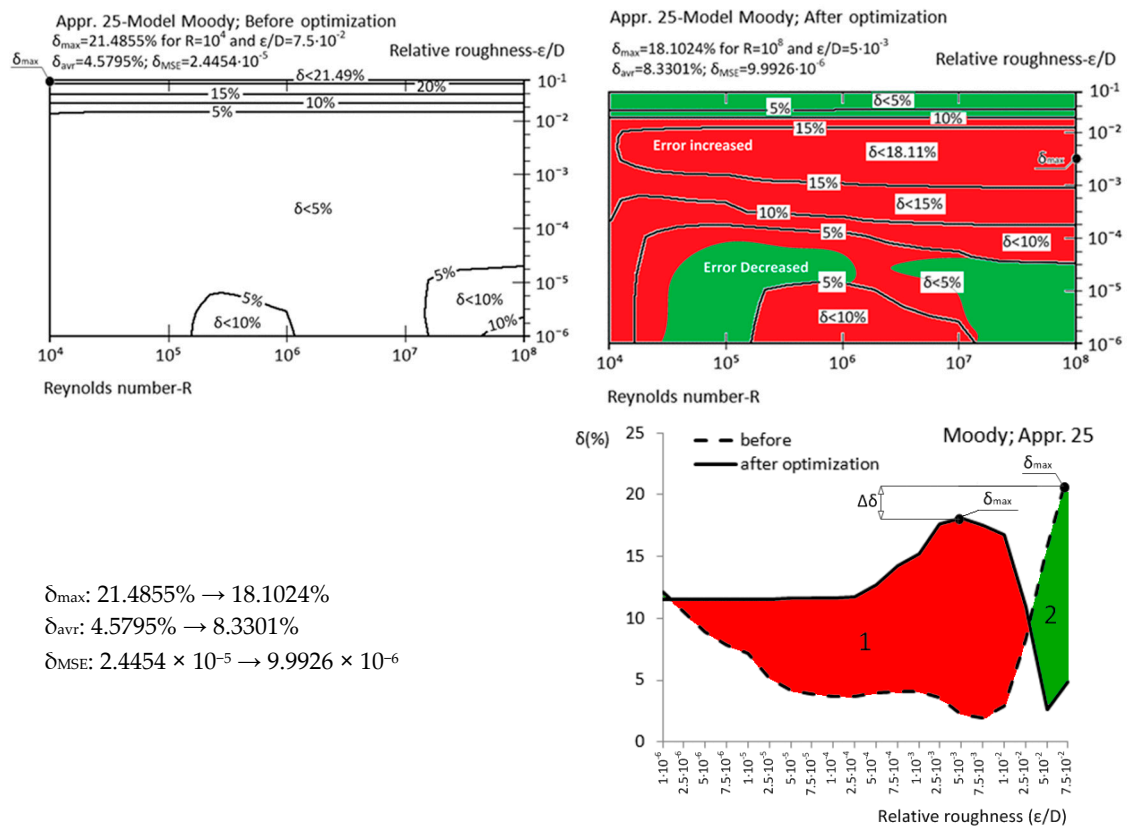 Appr. 25-Model Moody; Before optimization
δmax=21.4855% for R=10⁴ and ε/D=7.5·10⁻²
δavr=4.5795%; δMSE=2.4454·10⁻⁵
Relative roughness-ε/D
δmax
δ<21.49%
20%
15%
10%
5%
δ<5%
5%
δ<10%
5%
δ<10%
10%
10⁻¹
10⁻²
10⁻³
10⁻⁴
10⁻⁵
10⁻⁶
10⁴
10⁵
10⁶
10⁷
10⁸
Reynolds number-R
Appr. 25-Model Moody; After optimization
δmax=18.1024% for R=10⁸ and ε/D=5·10⁻³
δavr=8.3301%; δMSE=9.9926·10⁻⁶
Relative roughness-ε/D
5%
δ<5%
10%
15%
Error increased
δ<18.11%
δmax
15%
δ<15%
10%
5%
δ<10%
Error Decreased
5%
δ<5%
δ<10%
10⁻¹
10⁻²
10⁻³
10⁻⁴
10⁻⁵
10⁻⁶
10⁴
10⁵
10⁶
10⁷
10⁸
Reynolds number-R
δmax: 21.4855% → 18.1024%
δavr: 4.5795% → 8.3301%
δMSE: 2.4454 × 10⁻⁵ → 9.9926 × 10⁻⁶
δ(%)
before
after optimization
Moody; Appr. 25
δmax
Δδ
δmax
1
2
25
20
15
10
5
0
1·10⁻⁶
2.5·10⁻⁶
5·10⁻⁶
7.5·10⁻⁶
1·10⁻⁵
2.5·10⁻⁵
5·10⁻⁵
7.5·10⁻⁵
1·10⁻⁴
2.5·10⁻⁴
5·10⁻⁴
7.5·10⁻⁴
1·10⁻³
2.5·10⁻³
5·10⁻³
7.5·10⁻³
1·10⁻²
2.5·10⁻²
5·10⁻²
7.5·10⁻²
Relative roughness (ε/D)